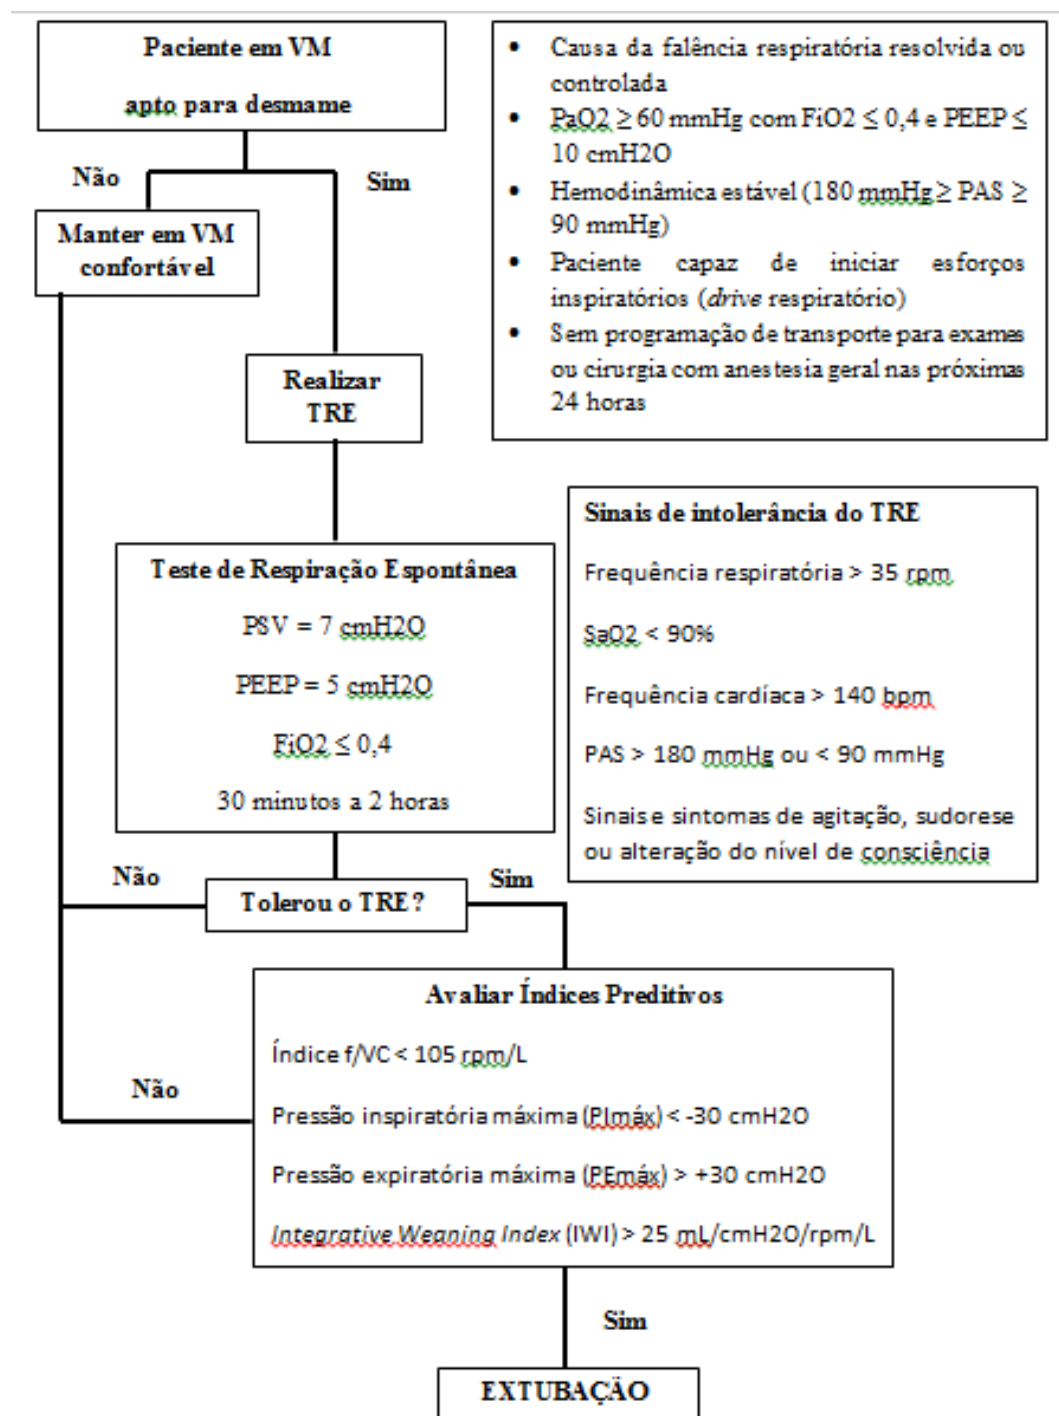 Paciente em VM
apto para desmame
• Causa da falência respiratória resolvida ou
controlada
• PaO2 ≥ 60 mmHg com FiO2 ≤ 0,4 e PEEP ≤
10 cmH2O
• Hemodinâmica estável (180 mmHg ≥ PAS ≥
90 mmHg)
• Paciente capaz de iniciar esforços
inspiratórios (drive respiratório)
• Sem programação de transporte para exames
ou cirurgia com anestesia geral nas próximas
24 horas
Não
Sim
Manter em VM
confortável
Realizar
TRE
Teste de Respiração Espontânea
PSV = 7 cmH2O
PEEP = 5 cmH2O
FiO2 ≤ 0,4
30 minutos a 2 horas
Sinais de intolerância do TRE
Frequência respiratória > 35 rpm
SaO2 < 90%
Frequência cardíaca > 140 bpm
PAS > 180 mmHg ou < 90 mmHg
Sinais e sintomas de agitação, sudorese
ou alteração do nível de consciência
Não
Sim
Tolerou o TRE?
Avaliar Índices Preditivos
Índice f/VC < 105 rpm/L
Pressão inspiratória máxima (PImáx) < -30 cmH2O
Pressão expiratória máxima (PEmáx) > +30 cmH2O
Integrative Weaning Index (IWI) > 25 mL/cmH2O/rpm/L
Não
Sim
EXTUBAÇÃO